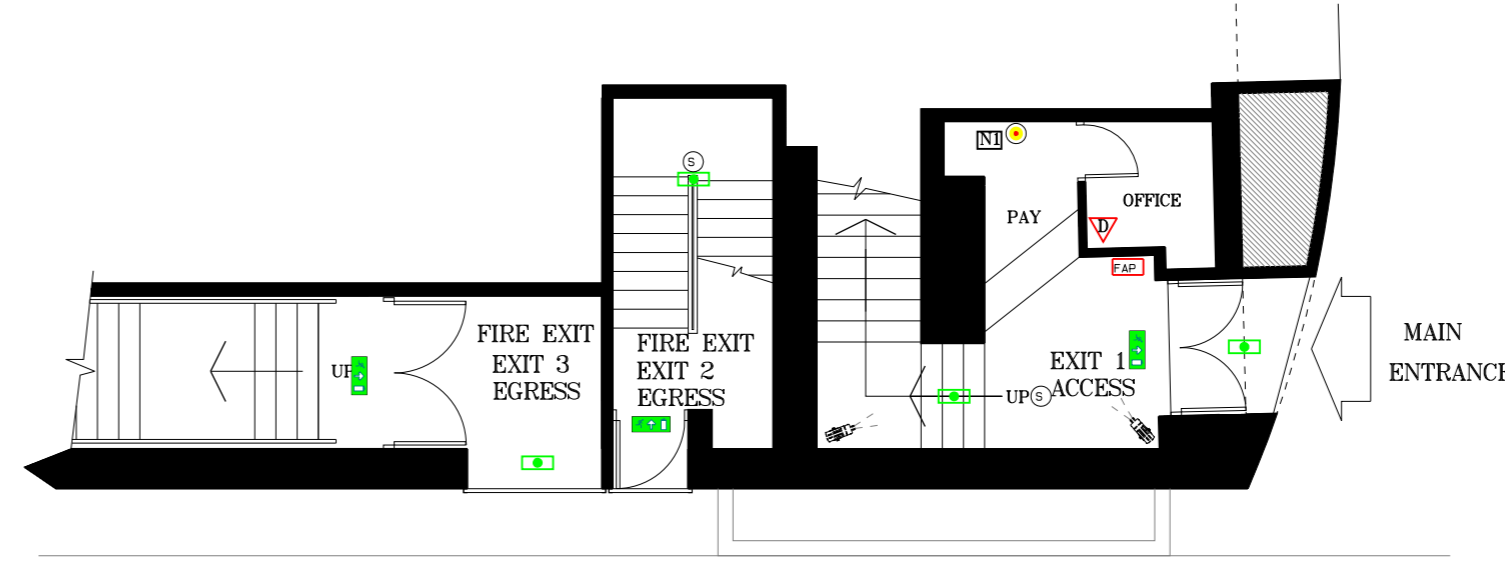 S
N1
OFFICE
PAY
D
FAP
FIRE EXIT
EXIT 3
EGRESS
UP
FIRE EXIT
EXIT 2
EGRESS
EXIT 1
ACCESS
UP
S
MAIN
ENTRANCE